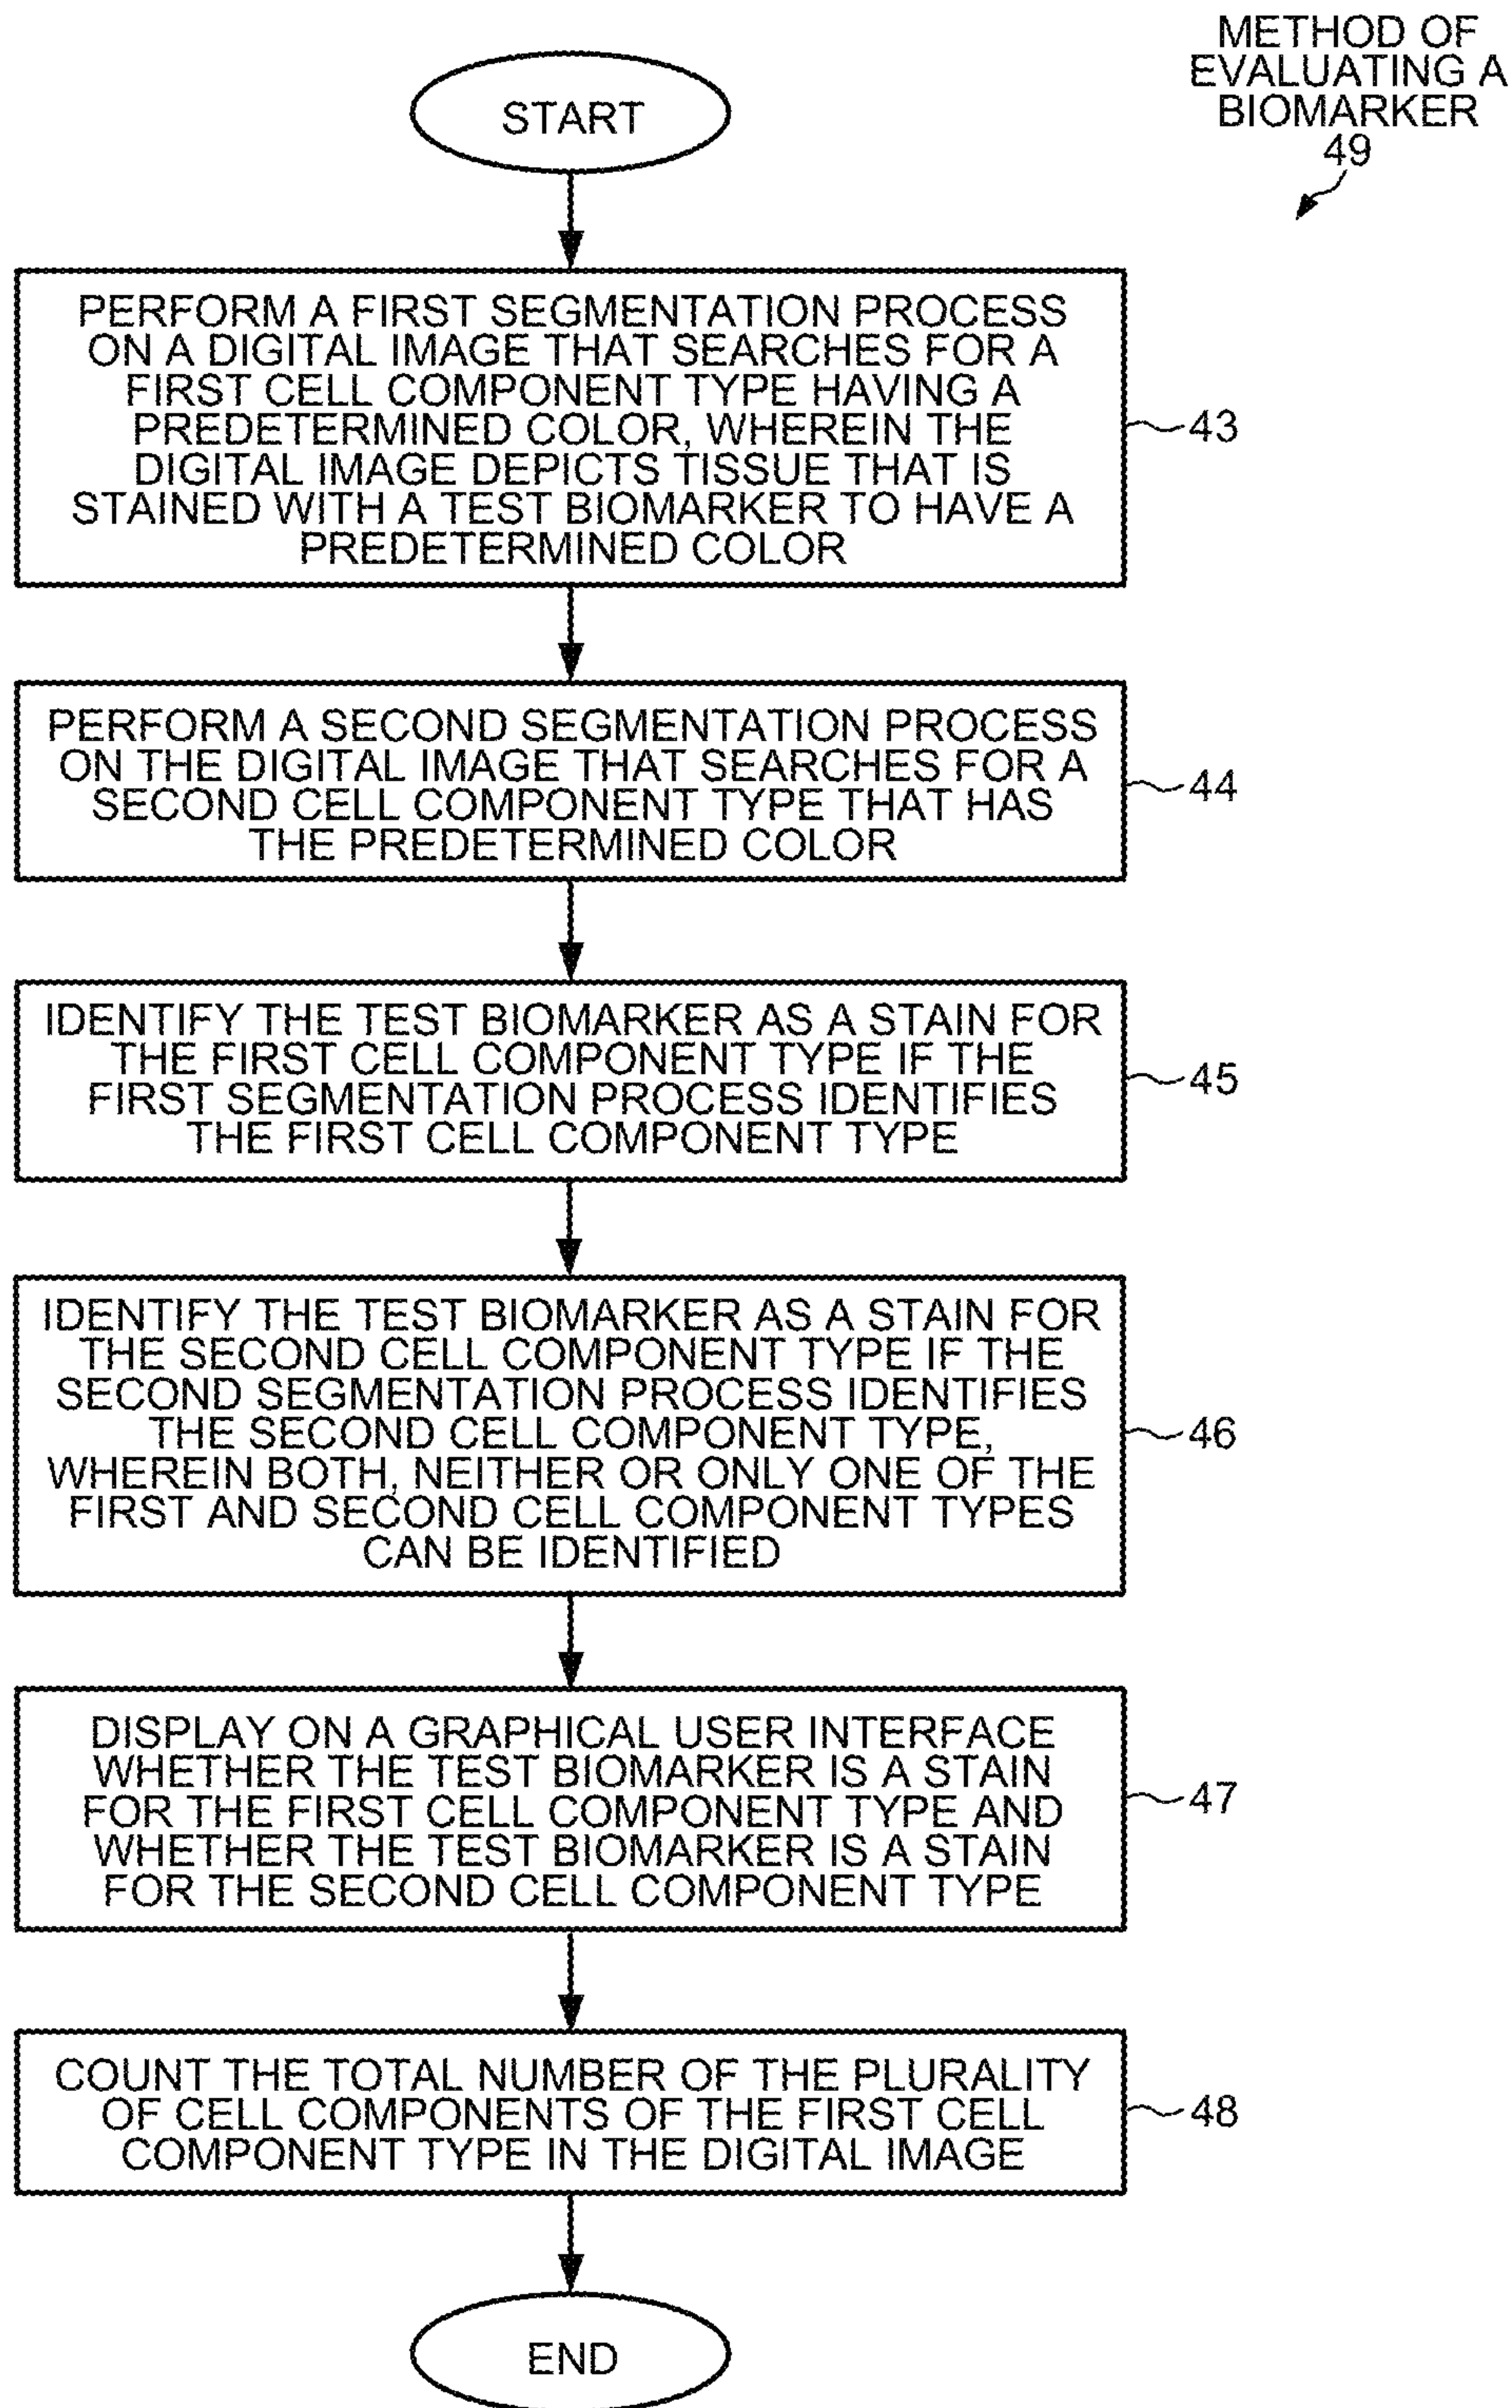 METHOD OF
EVALUATING A
BIOMARKER
49
START
PERFORM A FIRST SEGMENTATION PROCESS
ON A DIGITAL IMAGE THAT SEARCHES FOR A
FIRST CELL COMPONENT TYPE HAVING A
PREDETERMINED COLOR, WHEREIN THE
DIGITAL IMAGE DEPICTS TISSUE THAT IS
STAINED WITH A TEST BIOMARKER TO HAVE A
PREDETERMINED COLOR
43
PERFORM A SECOND SEGMENTATION PROCESS
ON THE DIGITAL IMAGE THAT SEARCHES FOR A
SECOND CELL COMPONENT TYPE THAT HAS
THE PREDETERMINED COLOR
44
IDENTIFY THE TEST BIOMARKER AS A STAIN FOR
THE FIRST CELL COMPONENT TYPE IF THE
FIRST SEGMENTATION PROCESS IDENTIFIES
THE FIRST CELL COMPONENT TYPE
45
IDENTIFY THE TEST BIOMARKER AS A STAIN FOR
THE SECOND CELL COMPONENT TYPE IF THE
SECOND SEGMENTATION PROCESS IDENTIFIES
THE SECOND CELL COMPONENT TYPE,
WHEREIN BOTH, NEITHER OR ONLY ONE OF THE
FIRST AND SECOND CELL COMPONENT TYPES
CAN BE IDENTIFIED
46
DISPLAY ON A GRAPHICAL USER INTERFACE
WHETHER THE TEST BIOMARKER IS A STAIN
FOR THE FIRST CELL COMPONENT TYPE AND
WHETHER THE TEST BIOMARKER IS A STAIN
FOR THE SECOND CELL COMPONENT TYPE
47
COUNT THE TOTAL NUMBER OF THE PLURALITY
OF CELL COMPONENTS OF THE FIRST CELL
COMPONENT TYPE IN THE DIGITAL IMAGE
48
END